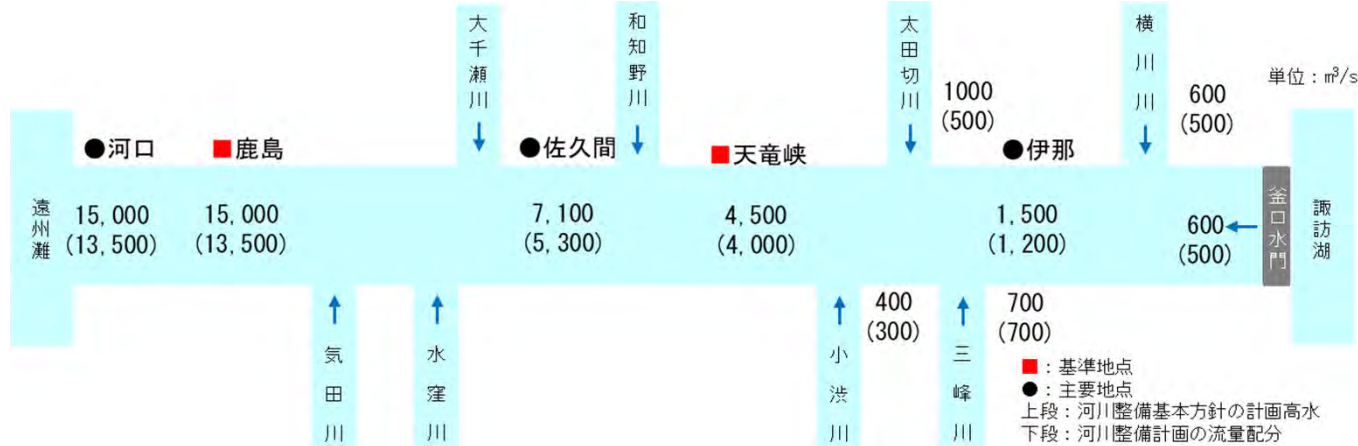 大千瀬川
和知野川
太田切川
横川川
単位：m³/s
1000
(500)
600
(500)
●河口
■鹿島
●佐久間
■天竜峡
●伊那
遠州灘
15,000
(13,500)
15,000
(13,500)
7,100
(5,300)
4,500
(4,000)
1,500
(1,200)
600
(500)
釜口水門
諏訪湖
気田川
水窪川
小渋川
400
(300)
三峰川
700
(700)
■：基準地点
●：主要地点
上段：河川整備基本方針の計画高水
下段：河川整備計画の流量配分